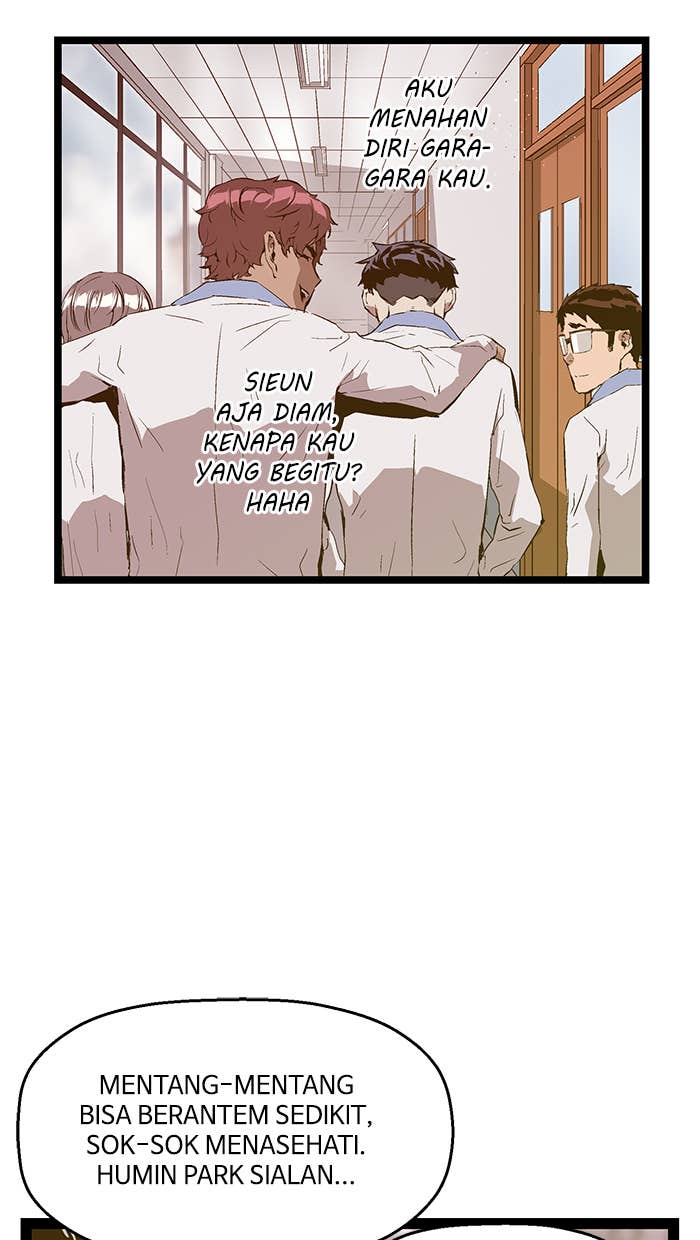 AKU
MENAHAN
DIRI GARA-
GARA KAU.
SIEUN
AJA DIAM,
KENAPA KAU
YANG BEGITU?
HAHA
MENTANG-MENTANG
BISA BERANTEM SEDIKIT,
SOK-SOK MENASEHATI.
HUMIN PARK SIALAN...